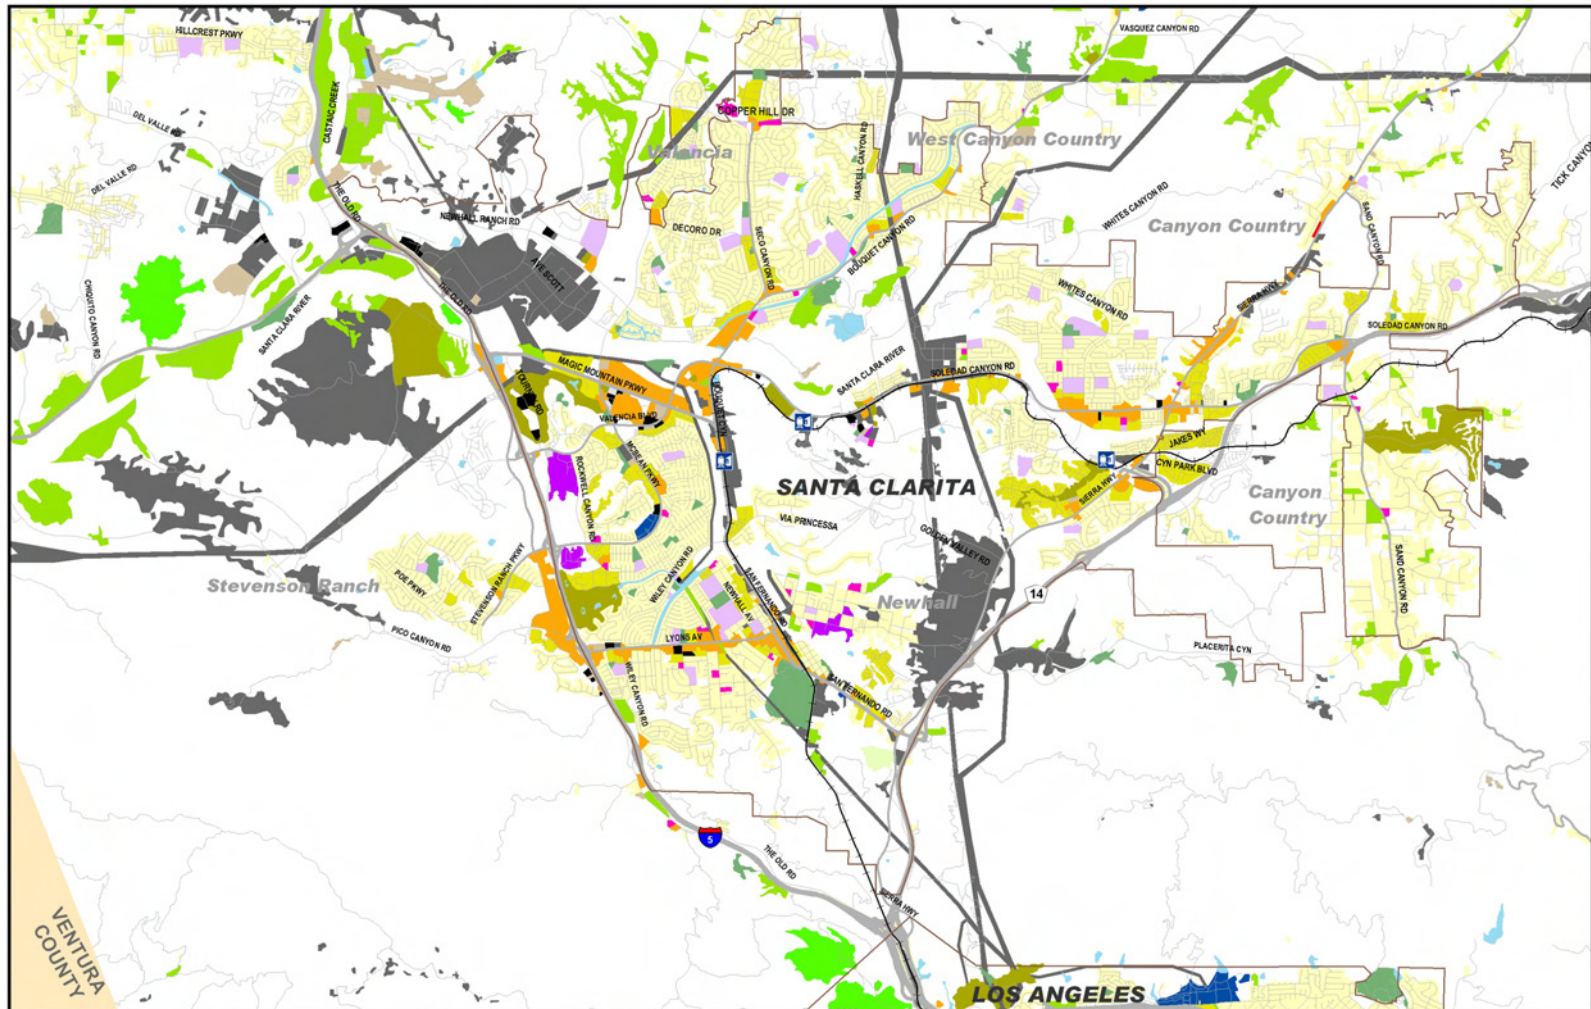 HILLCREST PKWY
VASQUEZ CANYON RD
CASTAIC CREEK
COPPER HILL DR
DEL VALLE RD
West Canyon Country
Valencia
HASKELL CANYON RD
TICK CANYON
DEL VALLE RD
THE OLD RD
NEWHALL RANCH RD
WHITES CANYON RD
SAND CANYON RD
Canyon Country
DECORO DR
SECO CANYON RD
BOUQUET CANYON RD
AVE SCOTT
CHIQUITO CANYON RD
THE OLD RD
WHITES CANYON RD
SIERRA HWY
SANTA CLARA RIVER
SOLEDAD CANYON RD
MAGIC MOUNTAIN PKWY
SANTA CLARA RIVER
SOLEDAD CANYON RD
TOURNEY RD
VALENCIA BLVD
BOUQUET CYN
MCBEAN PKWY
JAKES WY
CYN PARK BLVD
ROCKWELL CANYON RD
SANTA CLARITA
SIERRA HWY
Canyon
Country
VIA PRINCESSA
GOLDEN VALLEY RD
STEVENSON RANCH PKWY
WILEY CANYON RD
SAN FERNANDO RD
SAND CANYON RD
Stevenson Ranch
POE PKWY
NEWHALL AV
Newhall
14
PICO CANYON RD
LYONS AV
PLACERITA CYN
WILEY CANYON RD
SAN FERNANDO RD
5
THE OLD RD
SIERRA HWY
VENTURA
COUNTY
LOS ANGELES